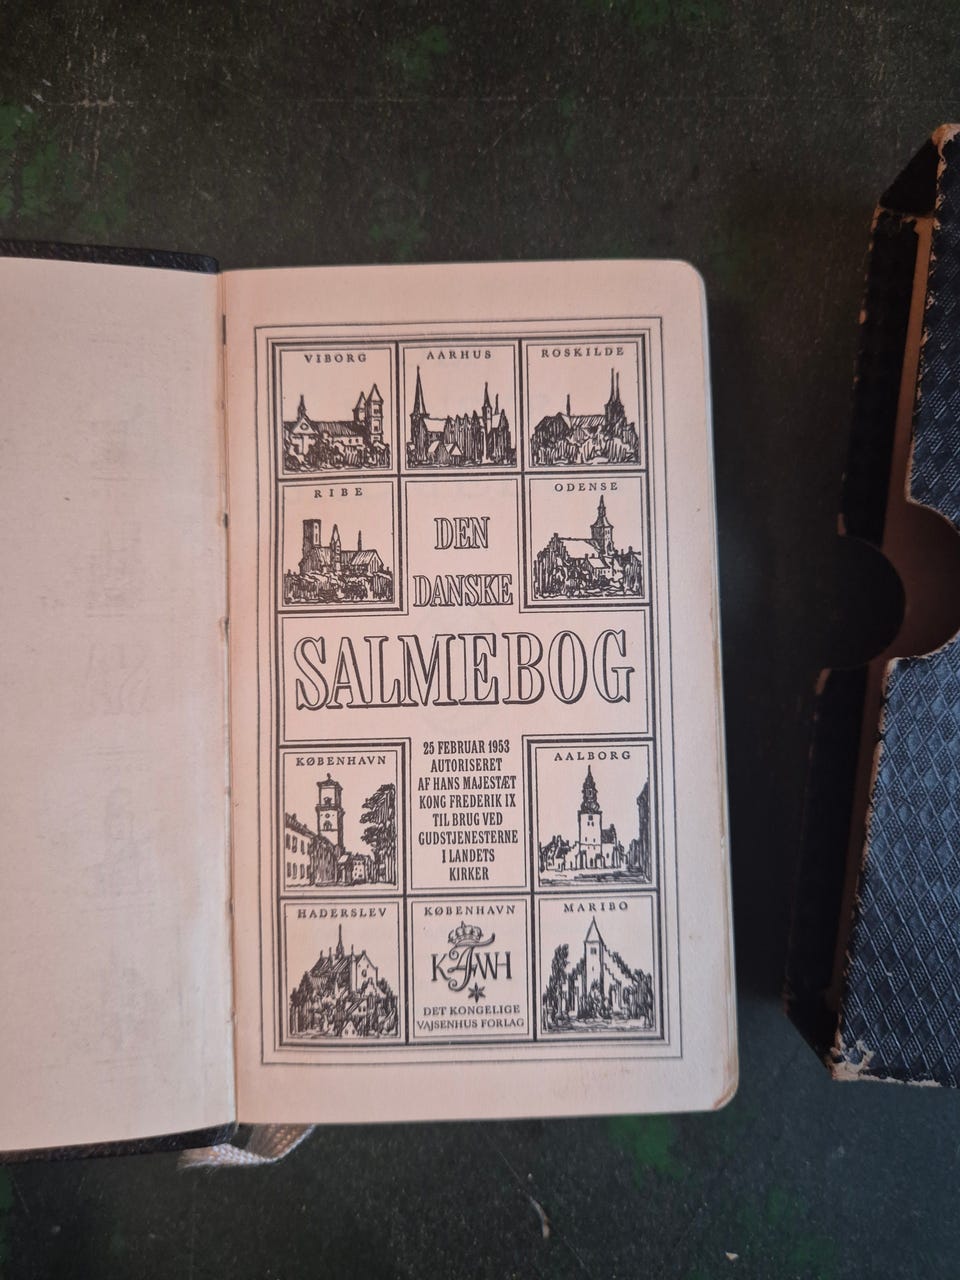 VIBORG
AARHUS
ROSKILDE
RIBE
ODENSE
DEN
DANSKE
SALMEBOG
KØBENHAVN
25 FEBRUAR 1953
AUTORISERET
AF HANS MAJESTÆT
KONG FREDERIK IX
TIL BRUG VED
GUDSTJENESTERNE
I LANDETS
KIRKER
AALBORG
HADERSLEV
KØBENHAVN
MARIBO
DET KONGELIGE
VAJSENHUS FORLAG